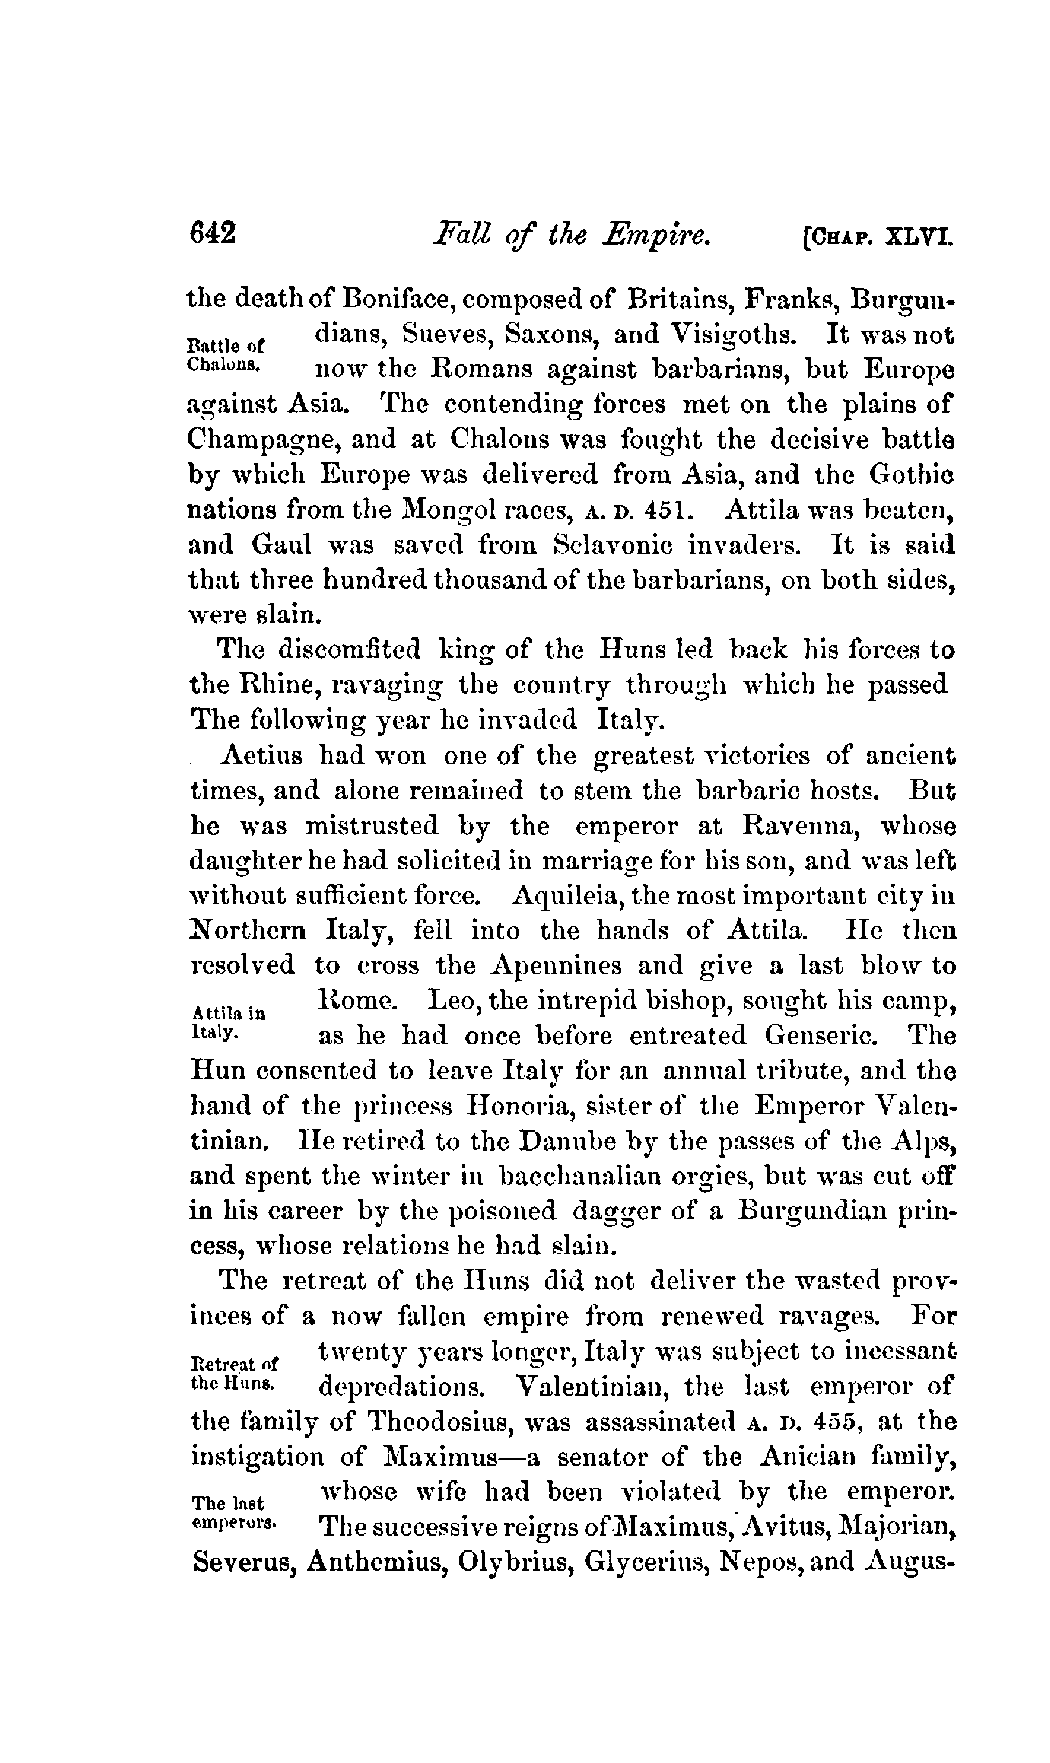 642 Fall of the Empire. [CHAP. XLVI.
the death of Boniface, composed of Britains, Franks, Burgun-
dians, Sueves, Saxons, and Visigoths. It was not
Battle of
Chalons. now the Romans against barbarians, but Europe
against Asia. The contending forces met on the plains of
Champagne, and at Chalons was fought the decisive battle
by which Europe was delivered from Asia, and the Gothic
nations from the Mongol races, A. D. 451. Attila was beaten,
and Gaul was saved from Sclavonic invaders. It is said
that three hundred thousand of the barbarians, on both sides,
were slain.
The discomfited king of the Huns led back his forces to
the Rhine, ravaging the country through which he passed
The following year he invaded Italy.
Aetius had won one of the greatest victories of ancient
times, and alone remained to stem the barbaric hosts. But
he was mistrusted by the emperor at Ravenna, whose
daughter he had solicited in marriage for his son, and was left
without sufficient force. Aquileia, the most important city in
Northern Italy, fell into the hands of Attila. He then
resolved to cross the Apennines and give a last blow to
Rome. Leo, the intrepid bishop, sought his camp,
Attila in
Italy. as he had once before entreated Genseric. The
Hun consented to leave Italy for an annual tribute, and the
hand of the princess Honoria, sister of the Emperor Valen-
tinian. He retired to the Danube by the passes of the Alps,
and spent the winter in bacchanalian orgies, but was cut off
in his career by the poisoned dagger of a Burgundian prin-
cess, whose relations he had slain.
The retreat of the Huns did not deliver the wasted prov-
inces of a now fallen empire from renewed ravages. For
twenty years longer, Italy was subject to incessant
Retreat of
the Huns. depredations. Valentinian, the last emperor of
the family of Theodosius, was assassinated A. D. 455, at the
instigation of Maximus—a senator of the Anician family,
whose wife had been violated by the emperor.
The last
emperors. The successive reigns of Maximus, Avitus, Majorian,
Severus, Anthemius, Olybrius, Glycerius, Nepos, and Augus-